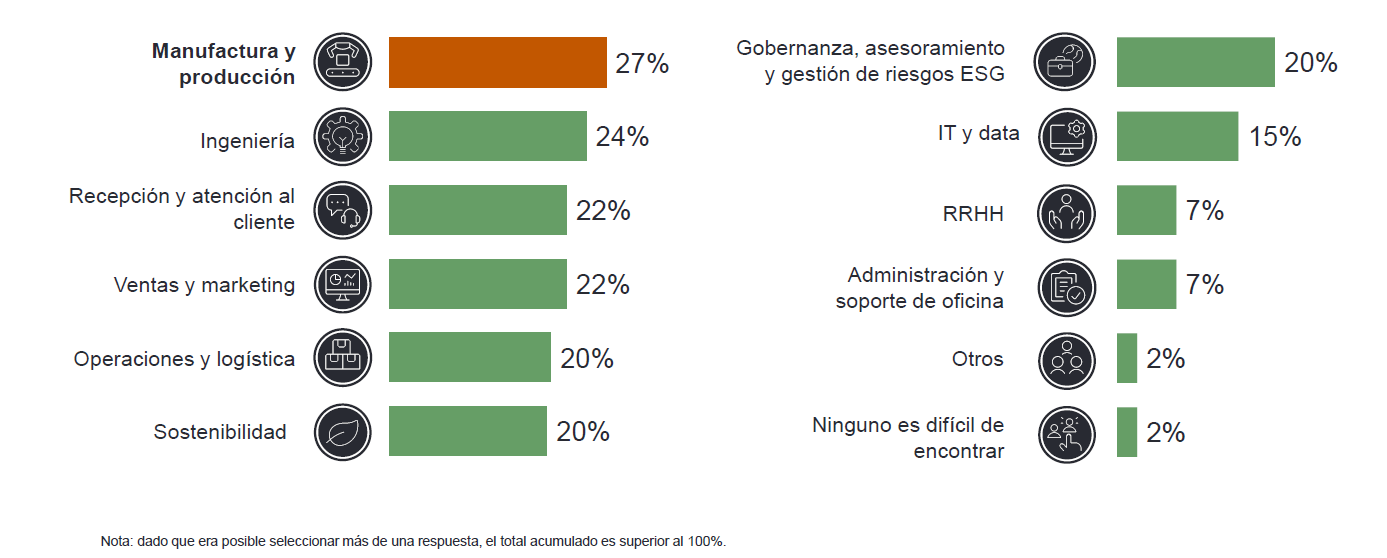 Manufactura y
producción
27%
Ingeniería
24%
Recepción y atención al
cliente
22%
Ventas y marketing
22%
Operaciones y logística
20%
Sostenibilidad
20%
Gobernanza, asesoramiento
y gestión de riesgos ESG
20%
IT y data
15%
RRHH
7%
Administración y
soporte de oficina
7%
Otros
2%
Ninguno es difícil de
encontrar
2%
Nota: dado que era posible seleccionar más de una respuesta, el total acumulado es superior al 100%.